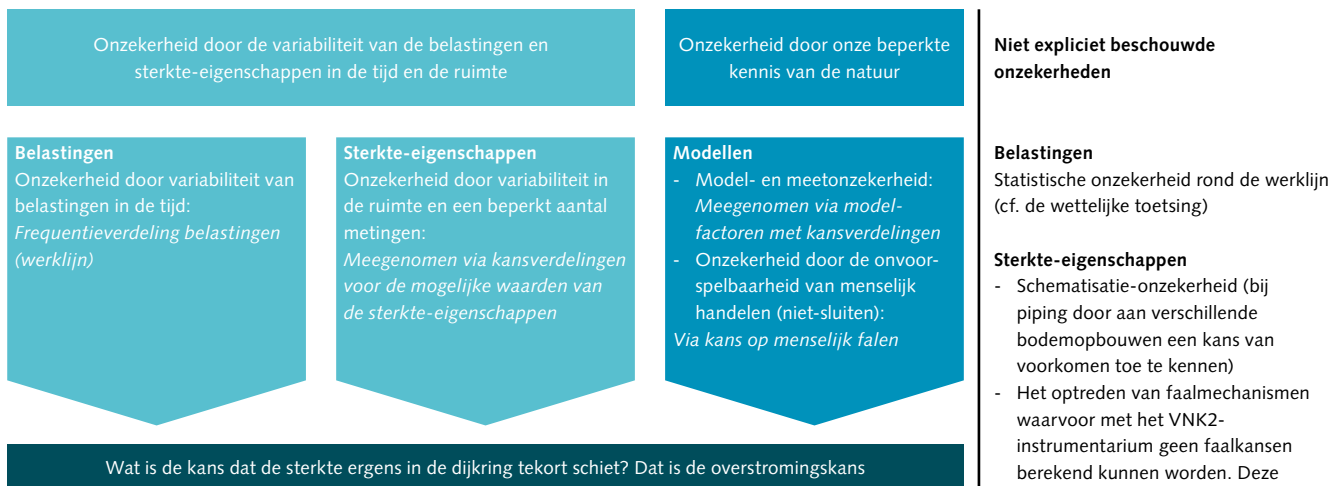 Onzekerheid door de variabiliteit van de belastingen en
sterkte-eigenschappen in de tijd en de ruimte
Onzekerheid door onze beperkte
kennis van de natuur
Niet expliciet beschouwde
onzekerheden
Belastingen
Onzekerheid door variabiliteit van
belastingen in de tijd:
Frequentieverdeling belastingen
(werklijn)
Sterkte-eigenschappen
Onzekerheid door variabiliteit in
de ruimte en een beperkt aantal
metingen:
Meegenomen via kansverdelingen
voor de mogelijke waarden van
de sterkte-eigenschappen
Modellen
- Model- en meetonzekerheid:
Meegenomen via model-
factoren met kansverdelingen
- Onzekerheid door de onvoor-
spelbaarheid van menselijk
handelen (niet-sluiten):
Via kans op menselijk falen
Belastingen
Statistische onzekerheid rond de werklijn
(cf. de wettelijke toetsing)
Sterkte-eigenschappen
- Schematisatie-onzekerheid (bij
piping door aan verschillende
bodemopbouwen een kans van
voorkomen toe te kennen)
- Het optreden van faalmechanismen
waarvoor met het VNK2-
instrumentarium geen faalkansen
berekend kunnen worden. Deze
Wat is de kans dat de sterkte ergens in de dijkring tekort schiet? Dat is de overstromingskans